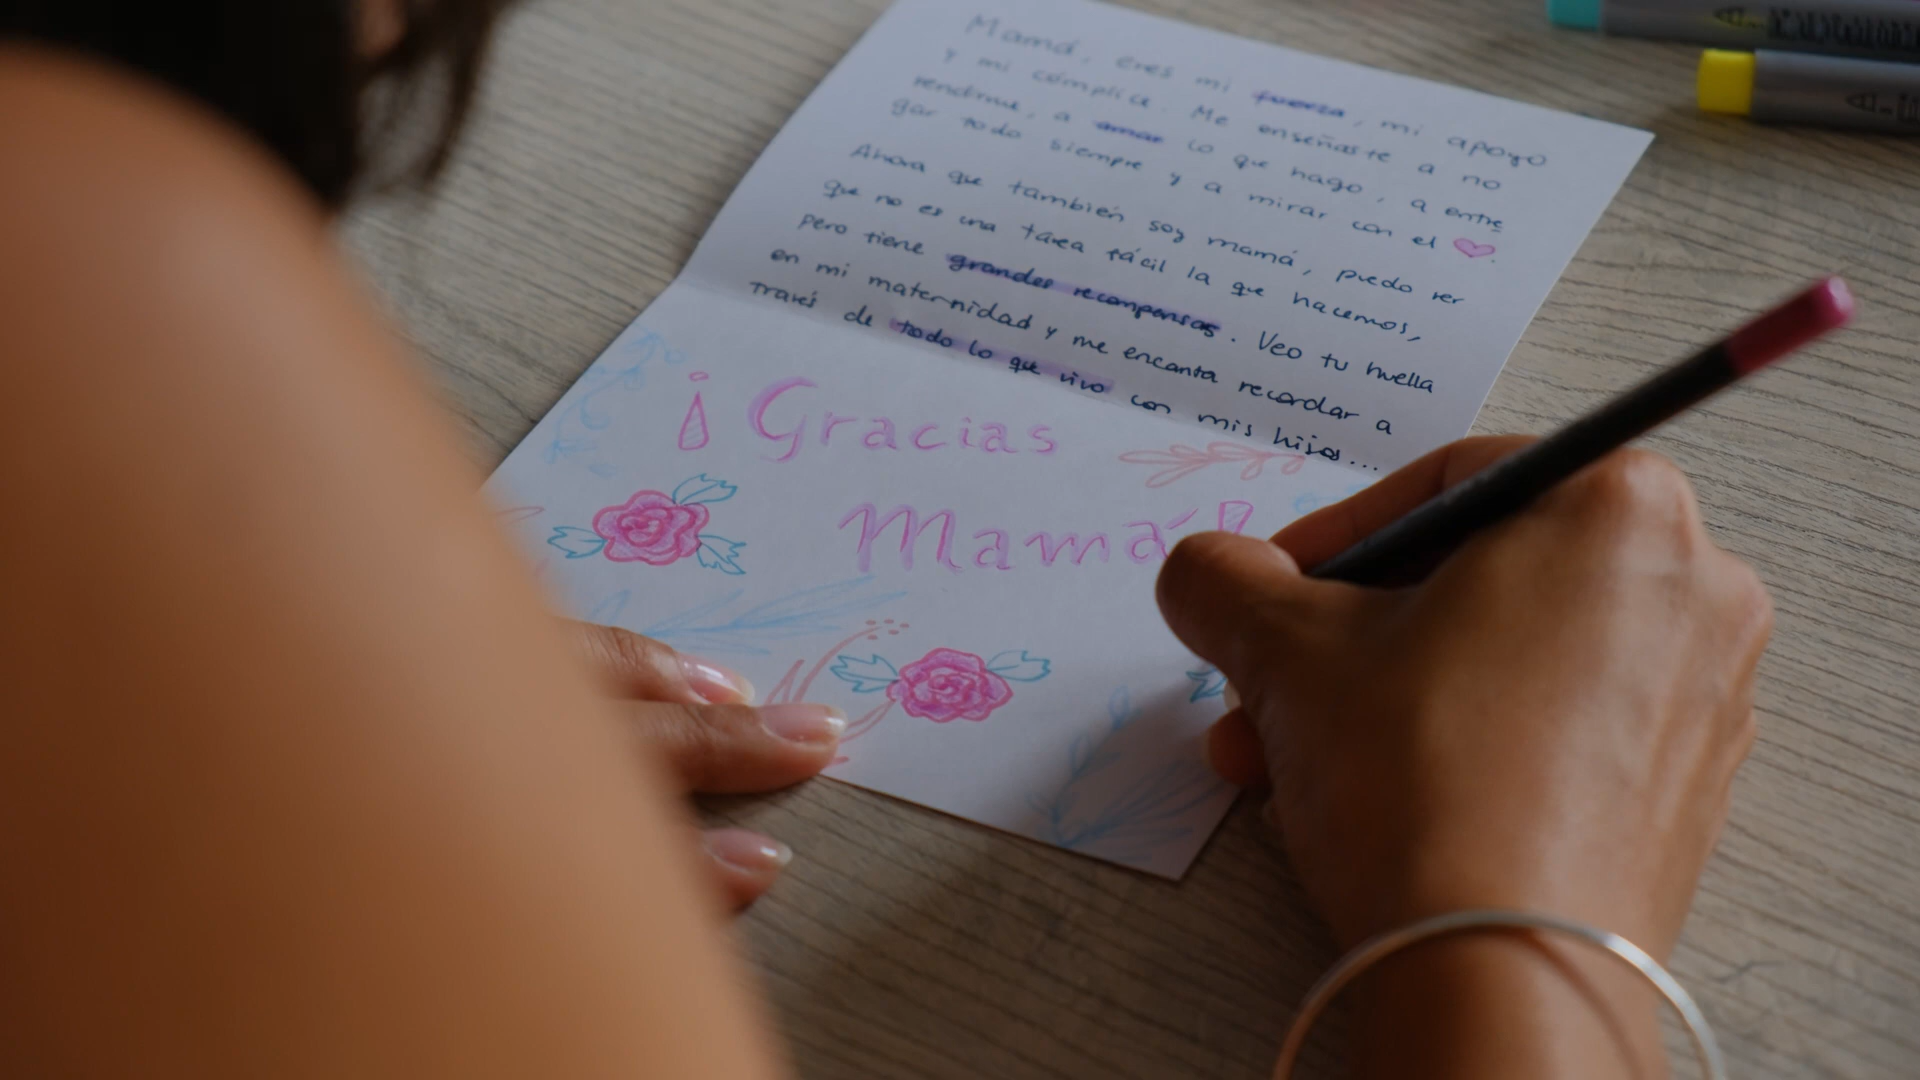 Mamá, eres mi fuerza, mi apoyo
y mi cómplice. Me enseñaste a no
rendirme, a amar lo que hago, a entre
gar todo siempre y a mirar con el ♡.
Ahora que también soy mamá, puedo ver
que no es una tarea fácil la que hacemos,
pero tiene grandes recompensas. Veo tu huella
en mi maternidad y me encanta recordar a
través de todo lo que vivo con mis hijos...
¡Gracias
Mamá!